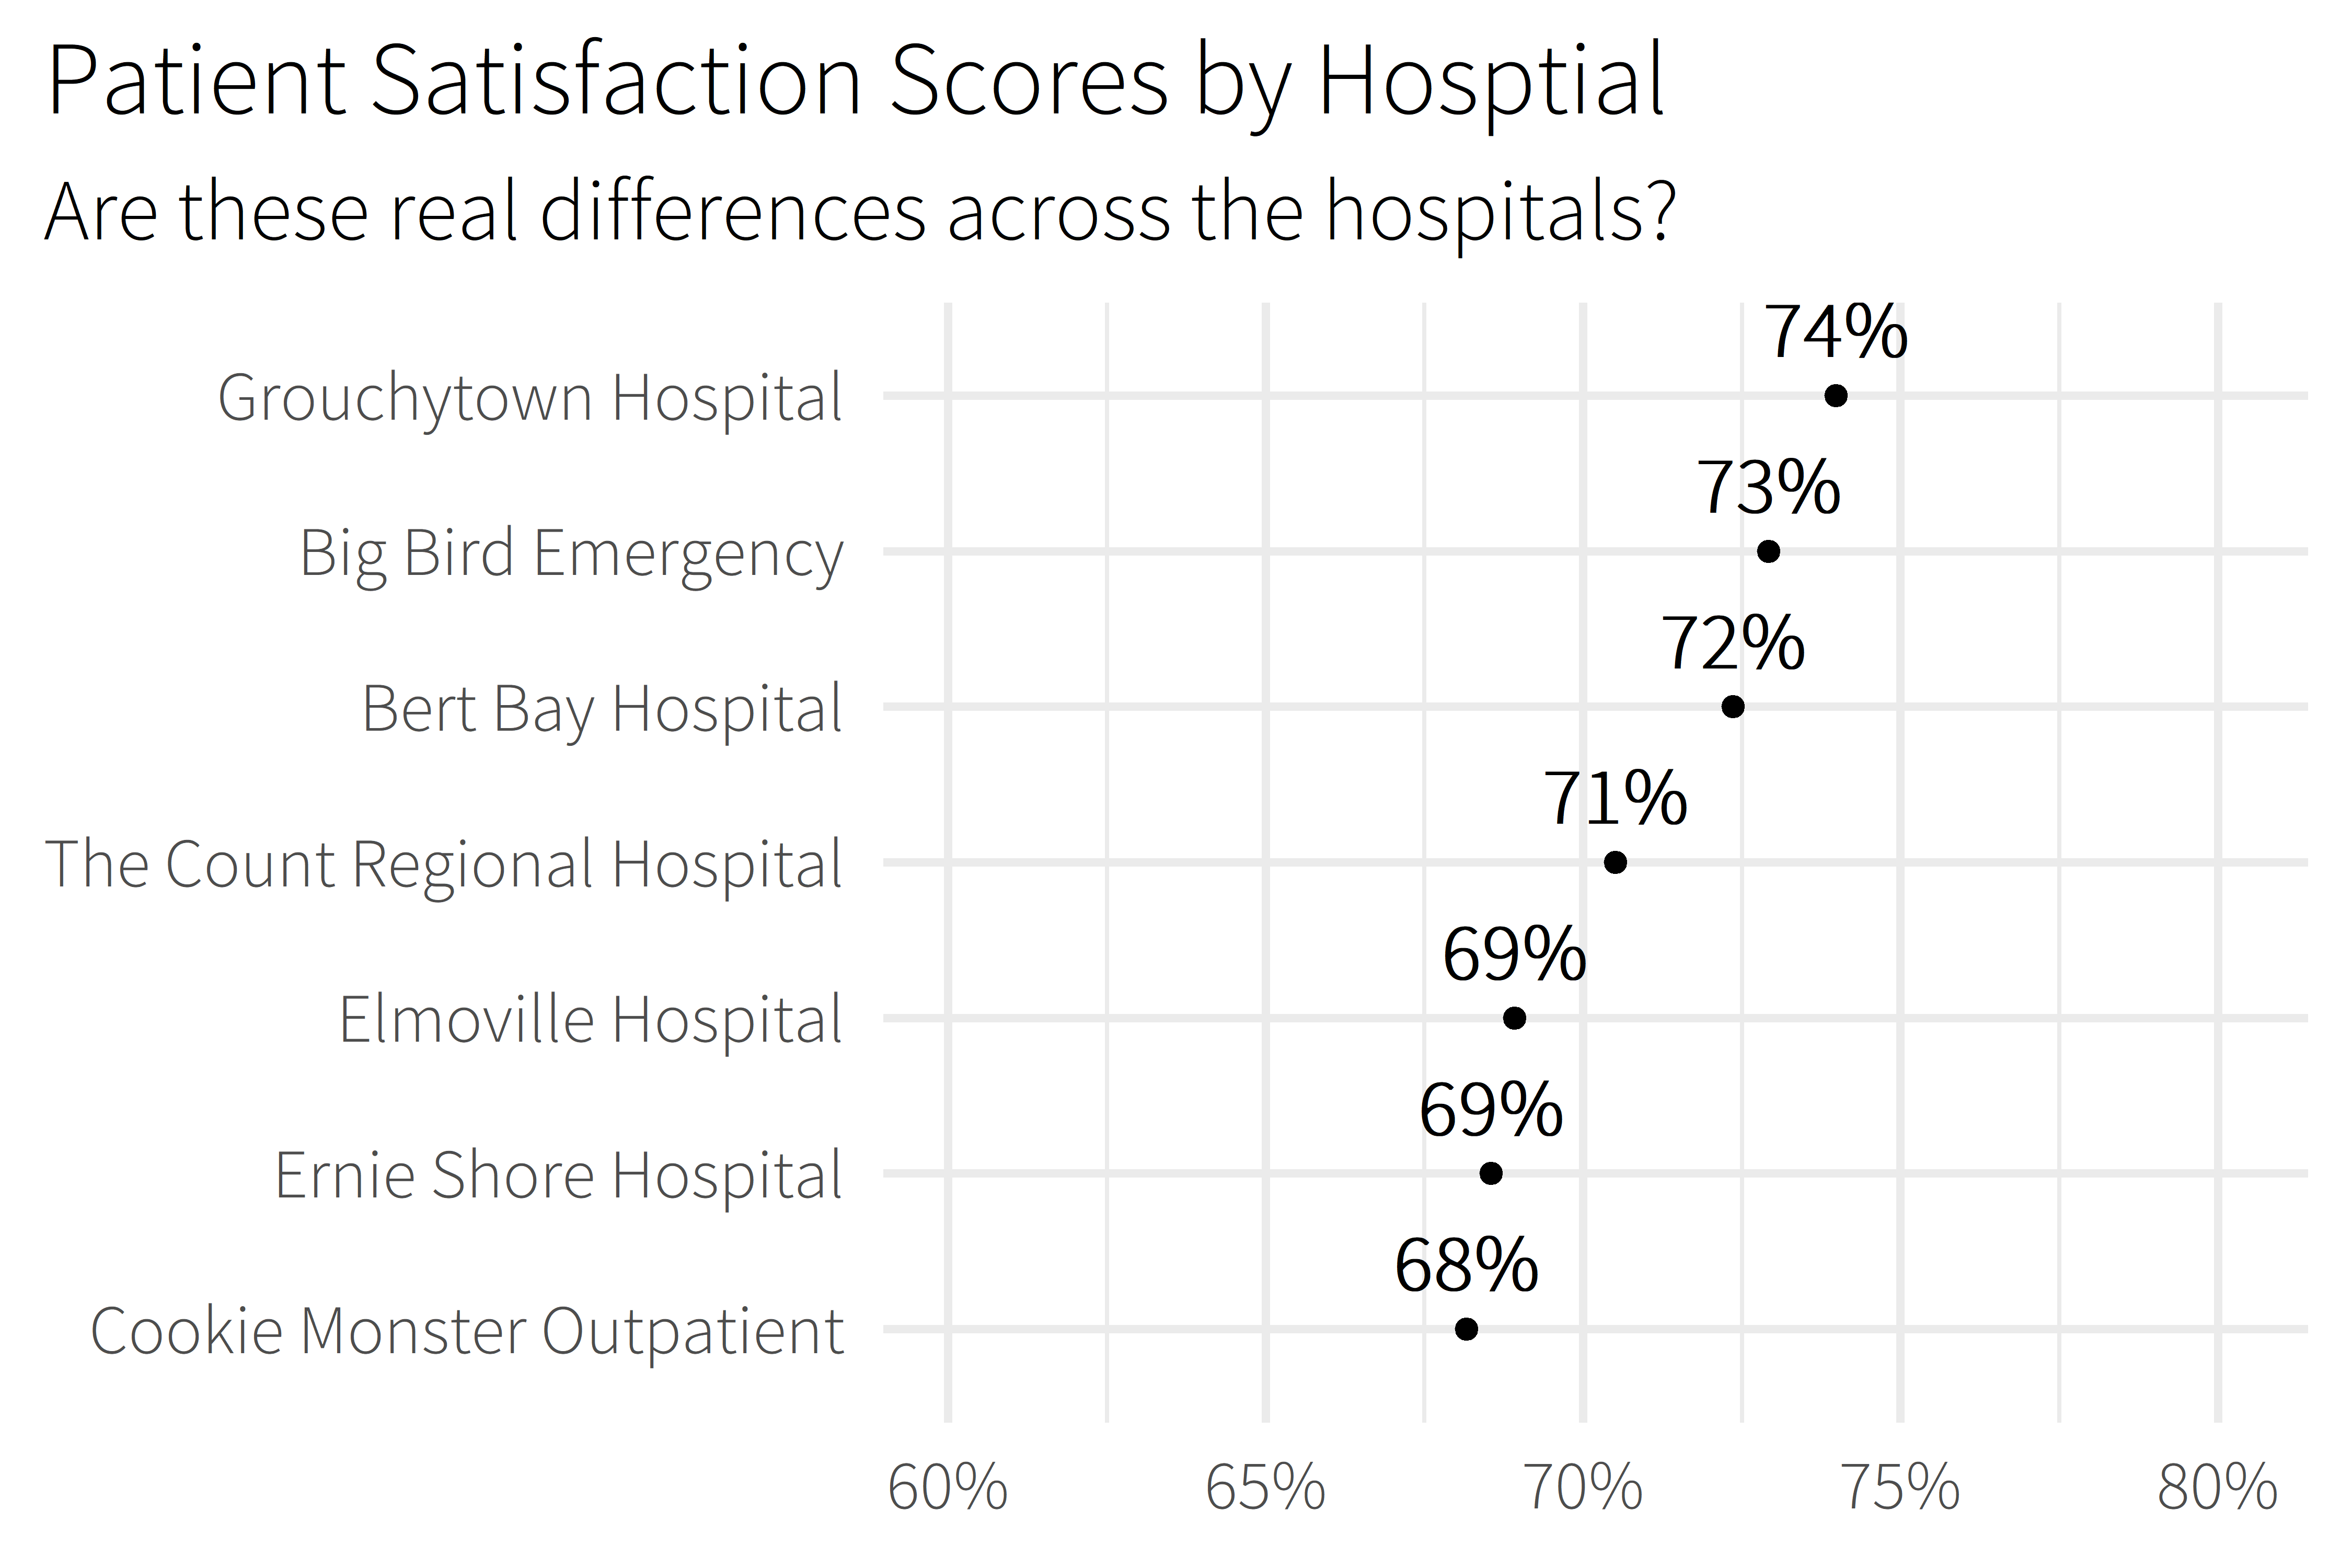 Patient Satisfaction Scores by Hosptial
Are these real differences across the hospitals?
74%
Grouchytown Hospital
73%
Big Bird Emergency
72%
Bert Bay Hospital
71%
The Count Regional Hospital
69%
Elmoville Hospital
69%
Ernie Shore Hospital
68%
Cookie Monster Outpatient
60% 65% 70% 75% 80%